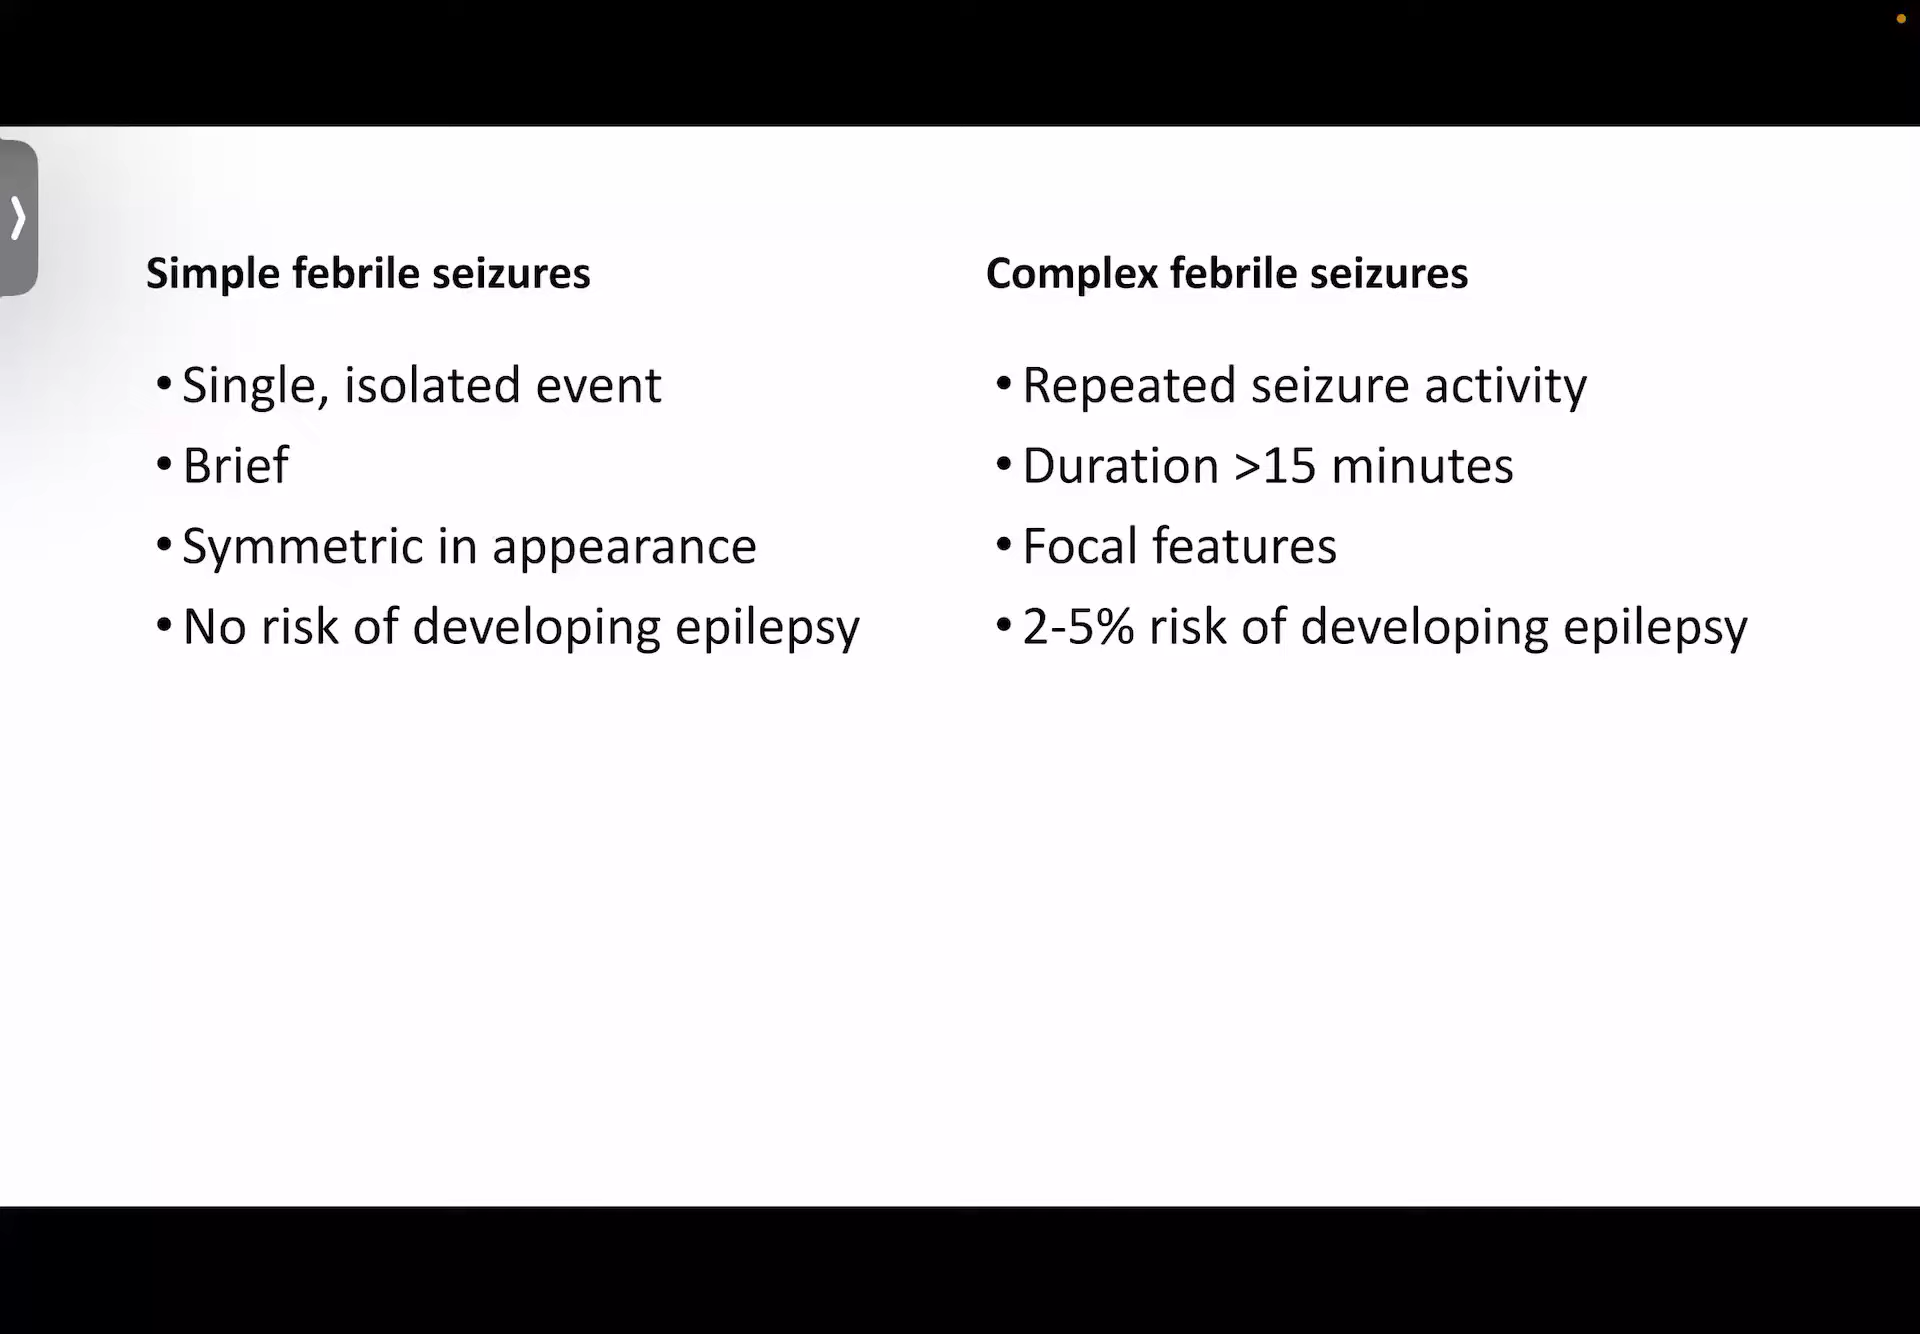 Simple febrile seizures
• Single, isolated event
• Brief
• Symmetric in appearance
• No risk of developing epilepsy
Complex febrile seizures
• Repeated seizure activity
• Duration >15 minutes
• Focal features
• 2-5% risk of developing epilepsy